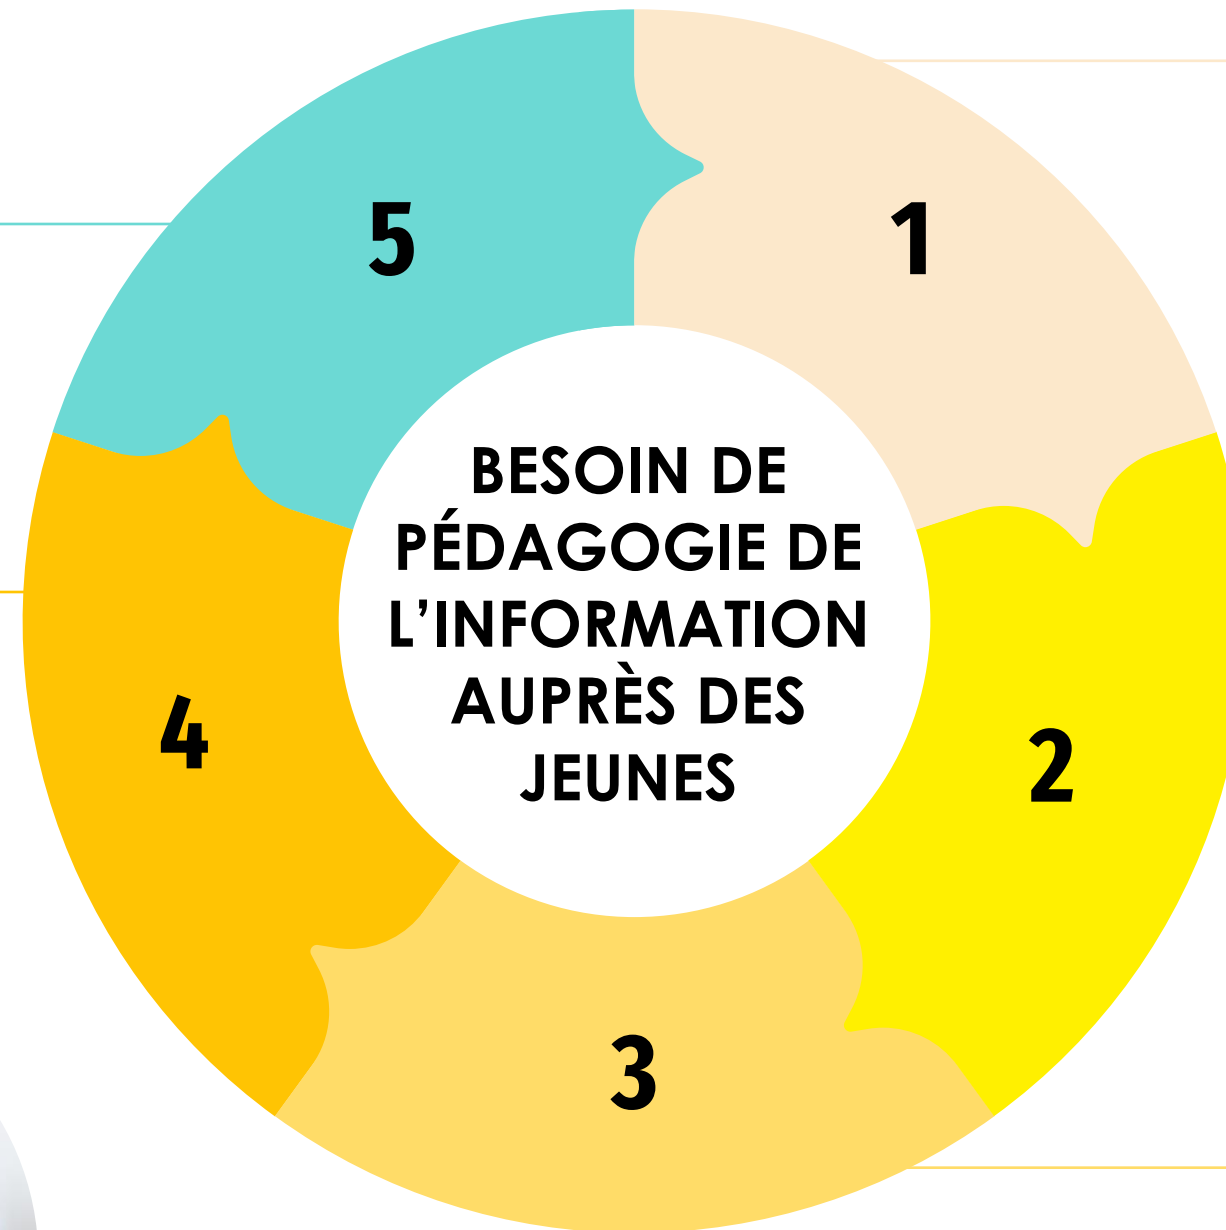 5
1
BESOIN DE
PÉDAGOGIE DE
L’INFORMATION
AUPRÈS DES
JEUNES
4
2
3